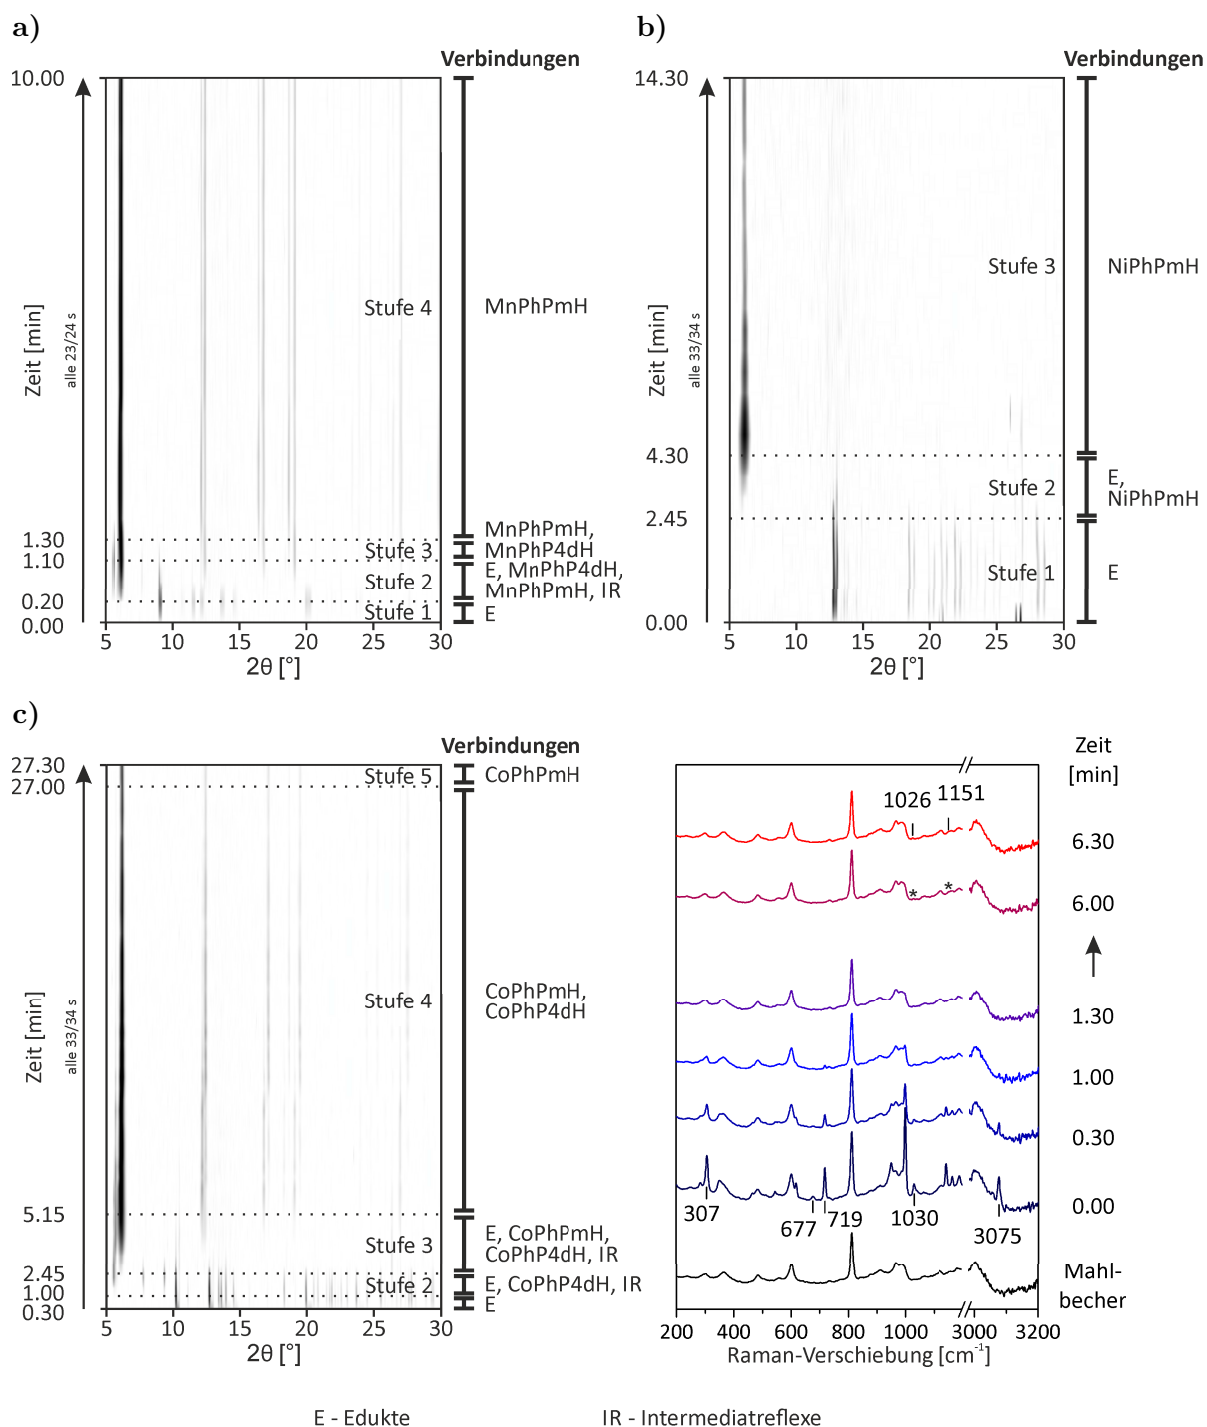 a)
Verbindungen
10.00
Zeit [min]
alle 23/24 s
Stufe 4
MnPhPmH
1.30
1.10
0.20
0.00
Stufe 3
Stufe 2
Stufe 1
MnPhPmH,
MnPhP4dH
E, MnPhP4dH,
MnPhPmH, IR
E
5 10 15 20 25 30
2θ [°]
b)
Verbindungen
14.30
Zeit [min]
alle 33/34 s
Stufe 3
NiPhPmH
4.30
Stufe 2
E,
NiPhPmH
2.45
Stufe 1
E
0.00
5 10 15 20 25 30
2θ [°]
c)
Verbindungen
27.30
27.00
Stufe 5
CoPhPmH
Zeit [min]
alle 33/34 s
Stufe 4
CoPhPmH,
CoPhP4dH
5.15
Stufe 3
E, CoPhPmH,
CoPhP4dH, IR
2.45
Stufe 2
E, CoPhP4dH, IR
1.00
0.30
E
5 10 15 20 25 30
2θ [°]
Zeit
[min]
1026 1151
6.30
* *
6.00
1.30
1.00
0.30
0.00
307 677 719 1030 3075
Mahl-
becher
200 400 600 800 1000 3000 3200
Raman-Verschiebung [cm⁻¹]
E - Edukte
IR - Intermediatreflexe